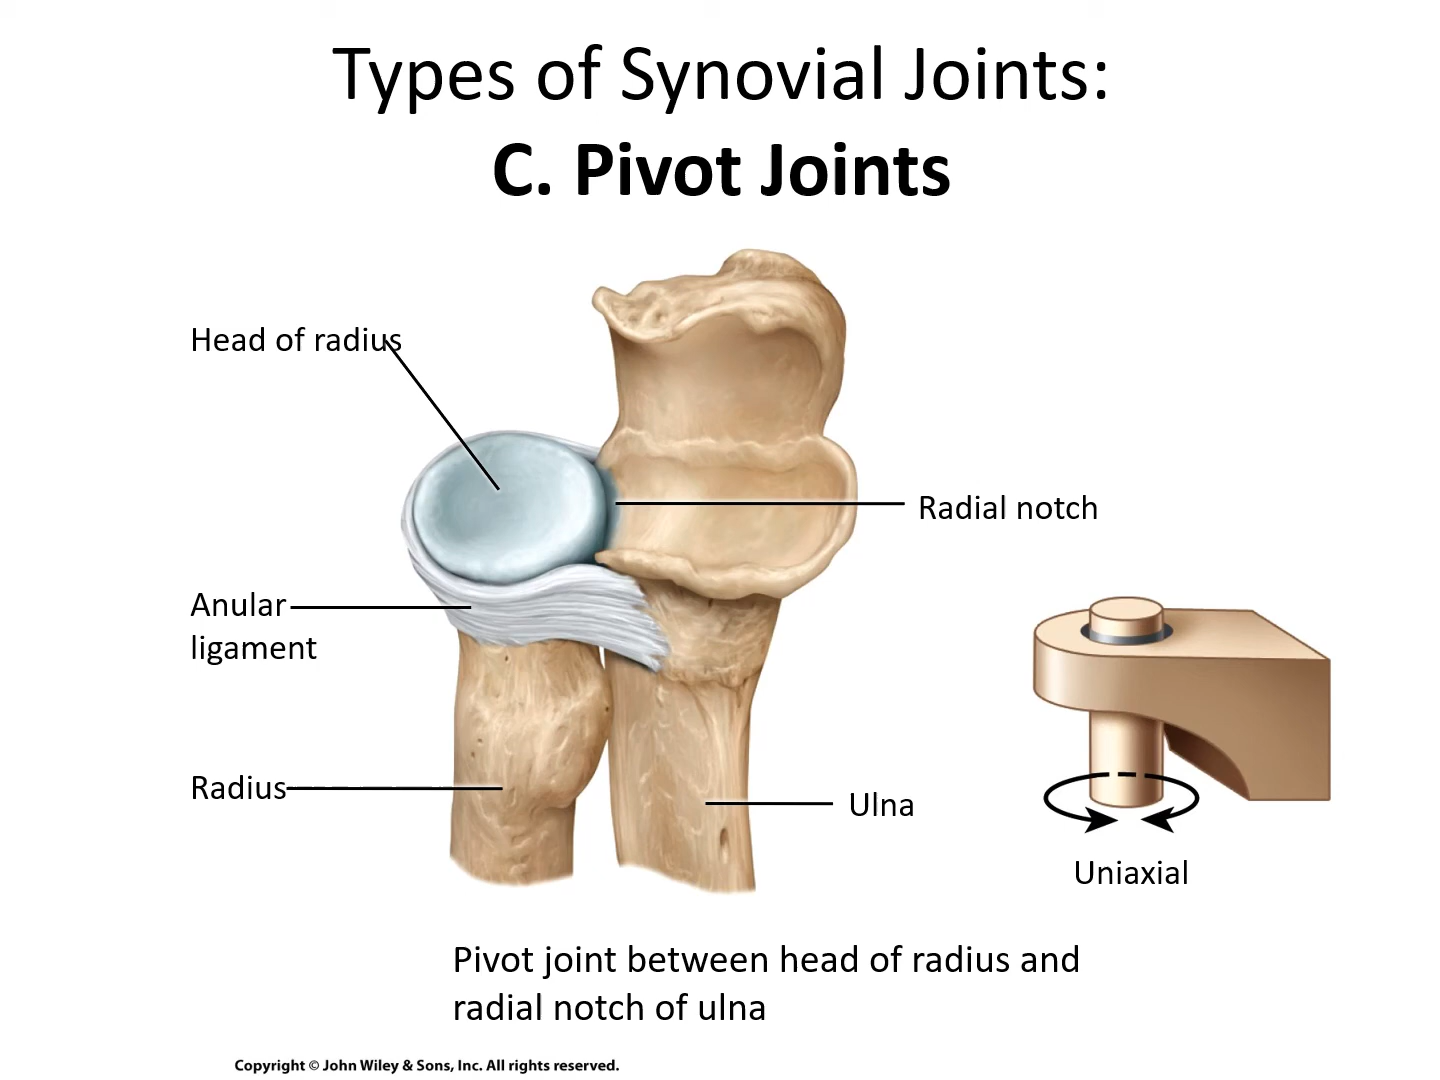 Types of Synovial Joints:
C. Pivot Joints
Head of radius
Radial notch
Anular
ligament
Radius
Ulna
Uniaxial
Pivot joint between head of radius and
radial notch of ulna
Copyright © John Wiley & Sons, Inc. All rights reserved.